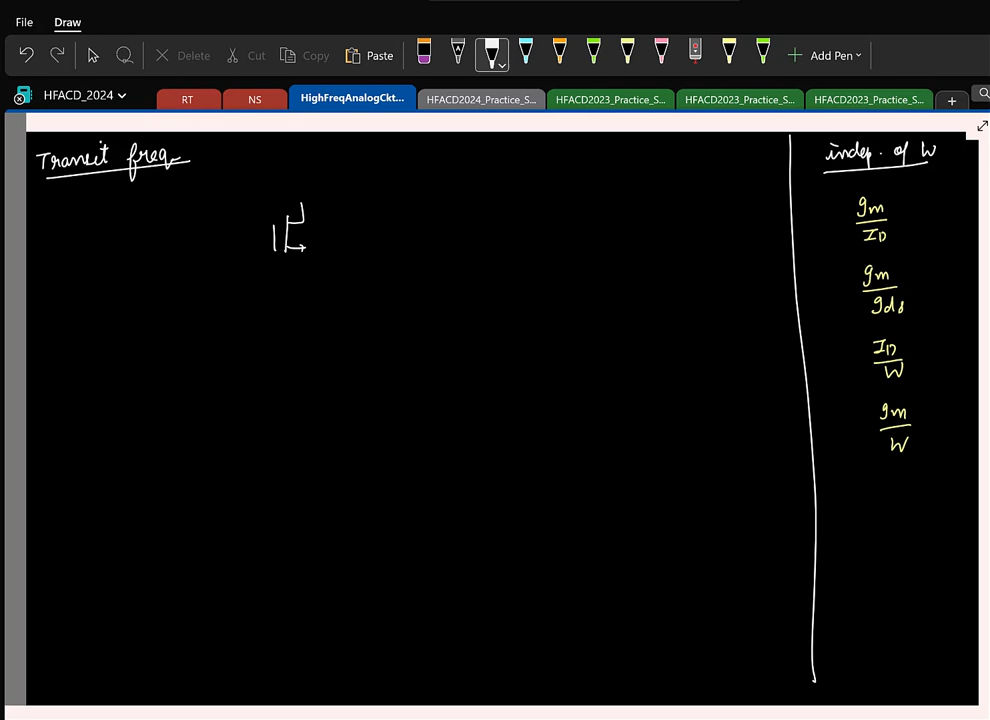 File Draw
Delete Cut Copy Paste A Add Pen
HFACD_2024 RT NS HighFreqAnalogCkt... HFACD2024_Practice_S... HFACD2023_Practice_S... HFACD2023_Practice_S... HFACD2023_Practice_S... +
Transit freq
indep. of W
gm
ID
gm
gds
ID
W
gm
W